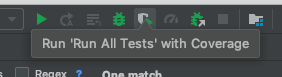 Run 'Run All Tests' with Coverage
Regex ? One match